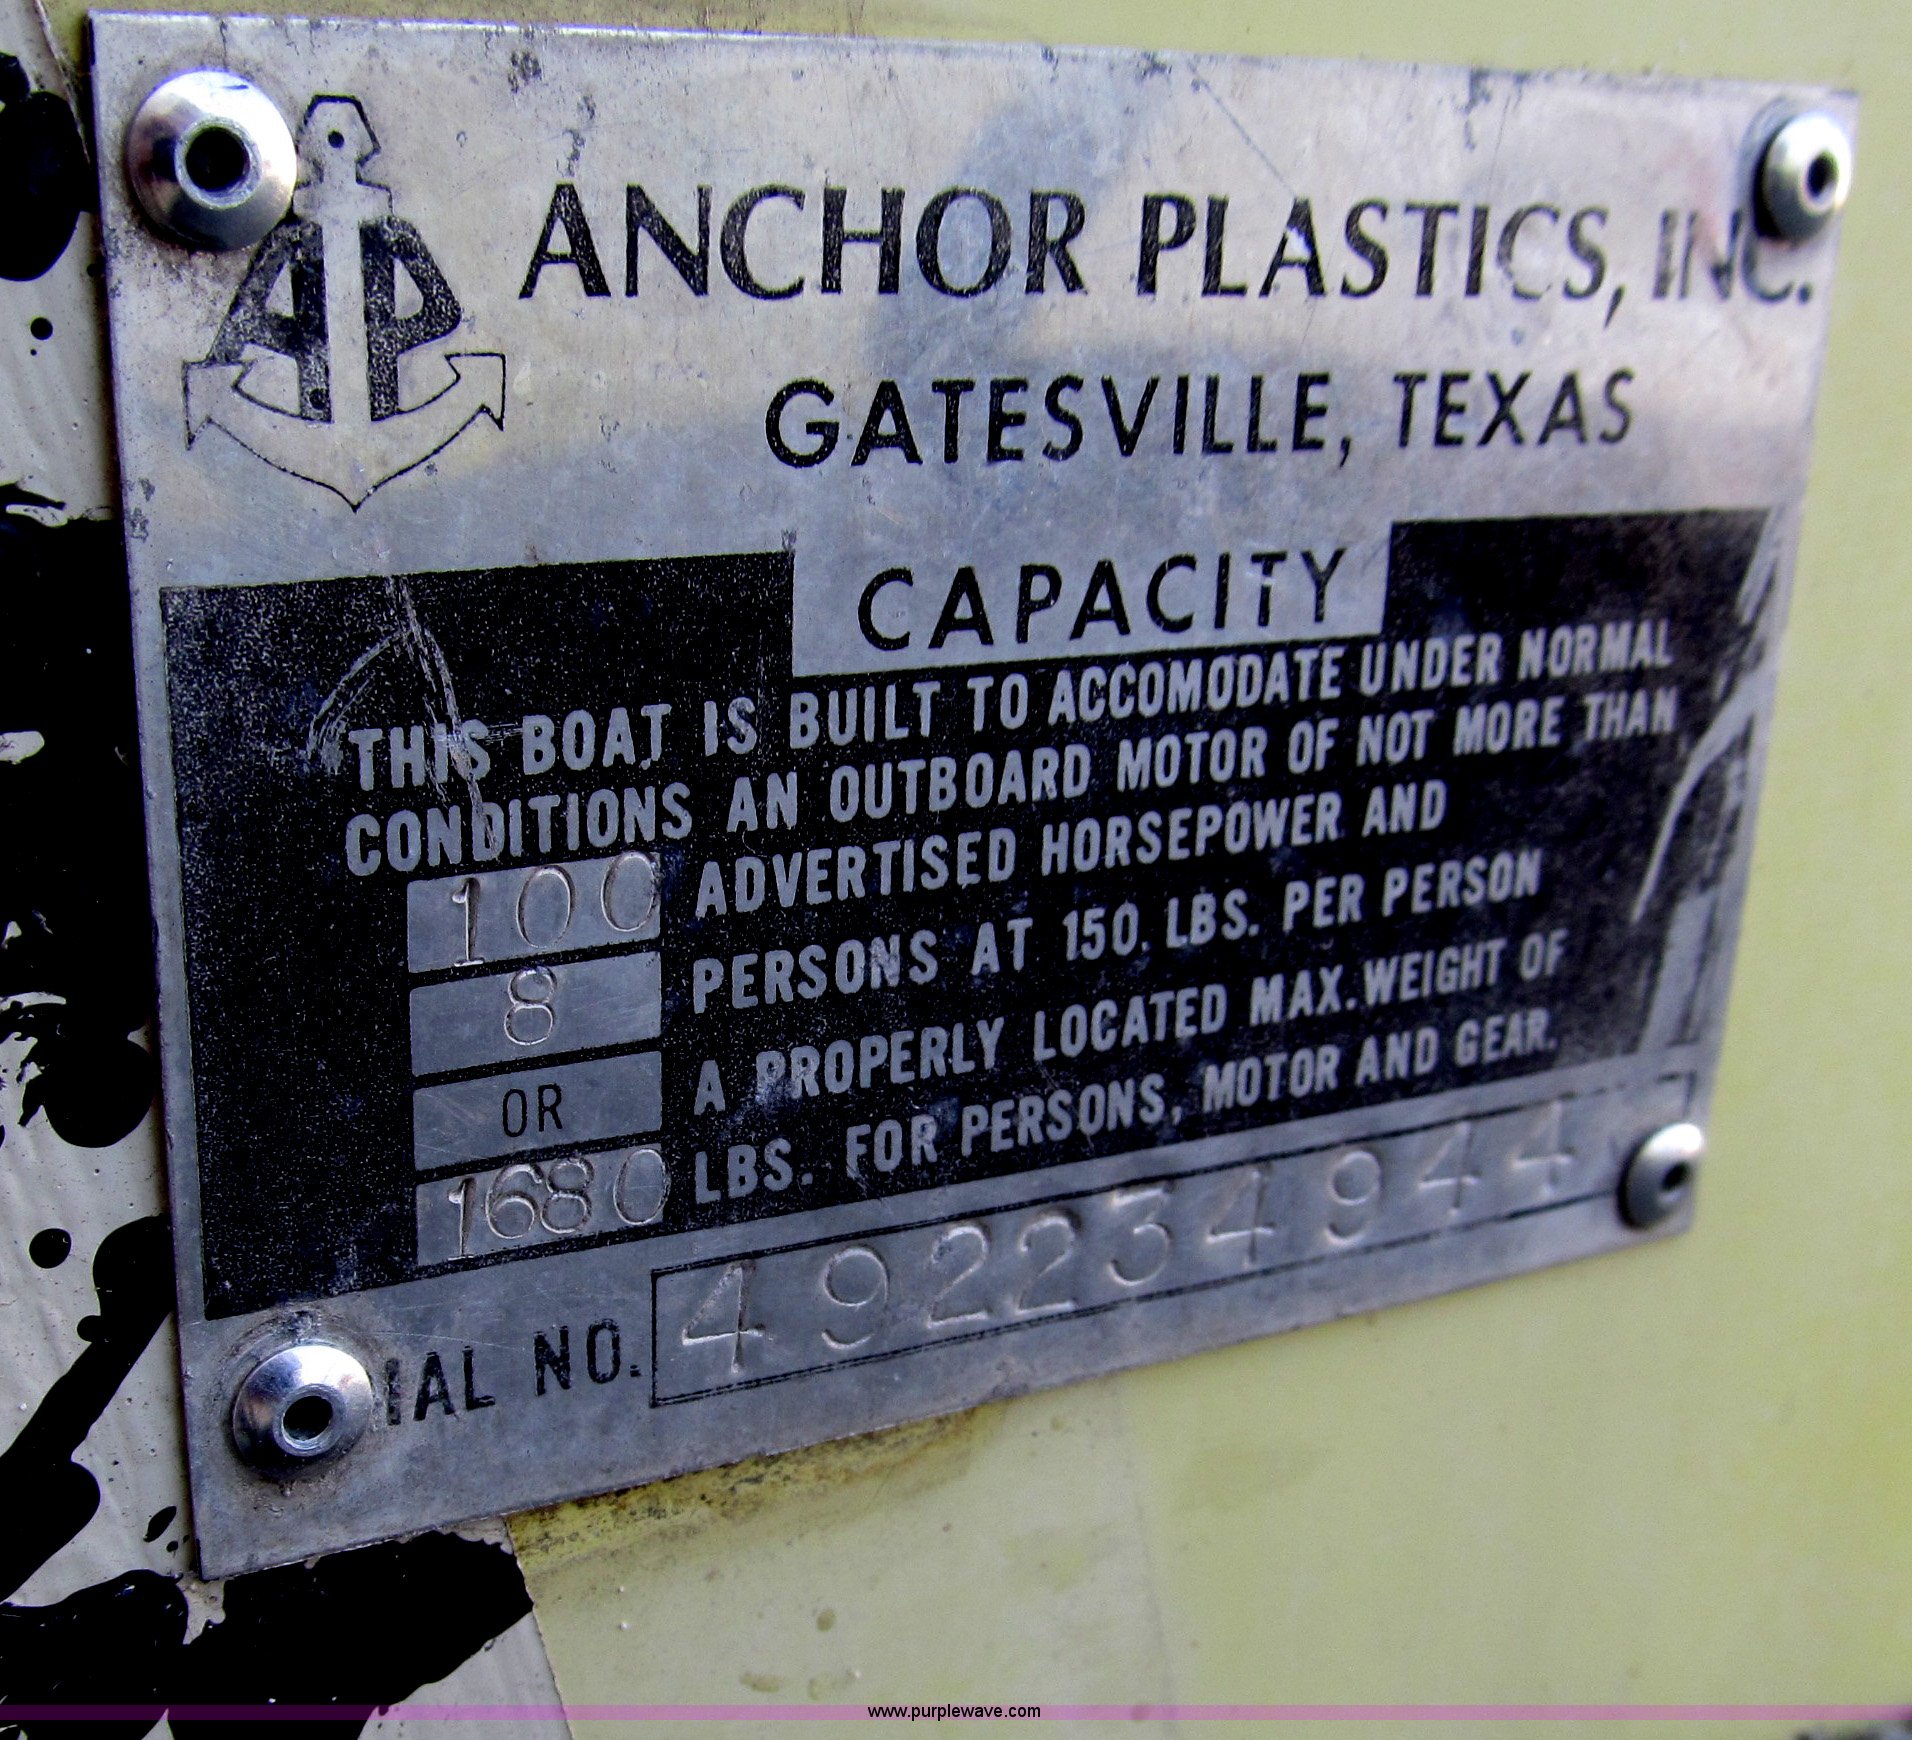 AP
ANCHOR PLASTICS, INC.
GATESVILLE, TEXAS
CAPACITY
THIS BOAT IS BUILT TO ACCOMODATE UNDER NORMAL
CONDITIONS AN OUTBOARD MOTOR OF NOT MORE THAN
100 ADVERTISED HORSEPOWER AND
8 PERSONS AT 150. LBS. PER PERSON
OR A PROPERLY LOCATED MAX. WEIGHT OF
1680 LBS. FOR PERSONS, MOTOR AND GEAR.
IAL NO. 492234944
www.purplewave.com